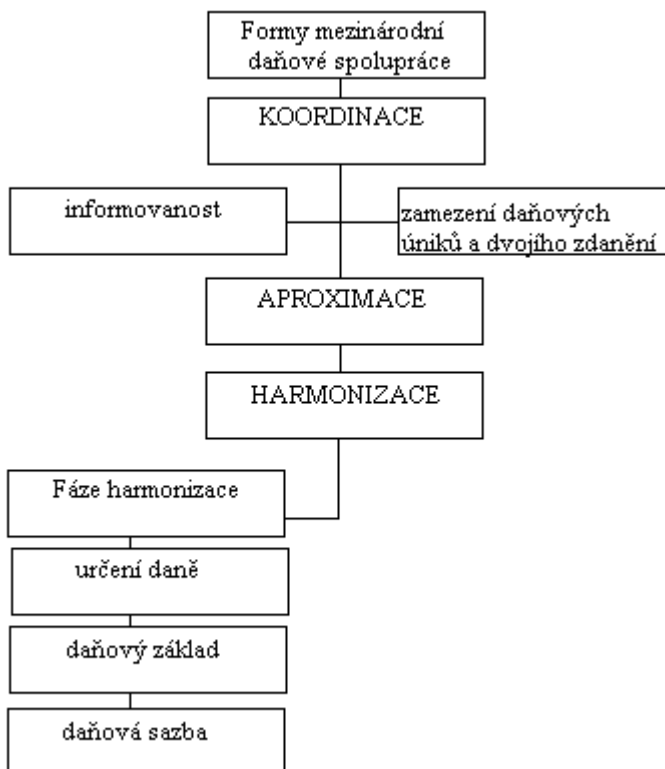 Formy mezinárodní
daňové spolupráce
KOORDINACE
informovanost
zamezení daňových
úniků a dvojího zdanění
APROXIMACE
HARMONIZACE
Fáze harmonizace
určení daně
daňový základ
daňová sazba